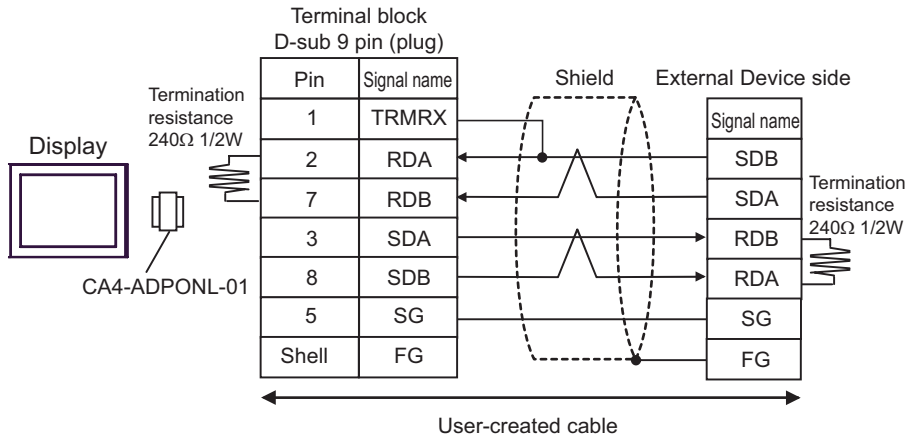 Terminal block
D-sub 9 pin (plug)
Pin Signal name
1 TRMRX
2 RDA
7 RDB
3 SDA
8 SDB
5 SG
Shell FG
Termination
resistance
240Ω 1/2W
Display
CA4-ADPONL-01
Shield
External Device side
Signal name
SDB
SDA
RDB
RDA
SG
FG
Termination
resistance
240Ω 1/2W
User-created cable